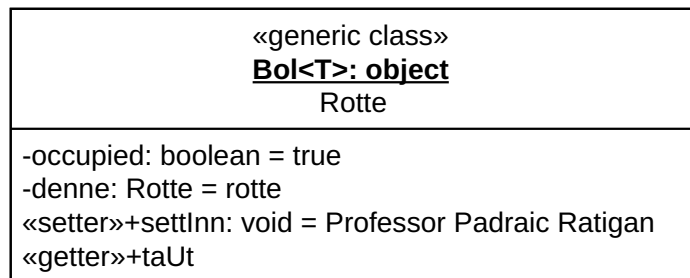 «generic class»
Bol<T>: object
Rotte
-occupied: boolean = true
-denne: Rotte = rotte
«setter»+settInn: void = Professor Padraic Ratigan
«getter»+taUt